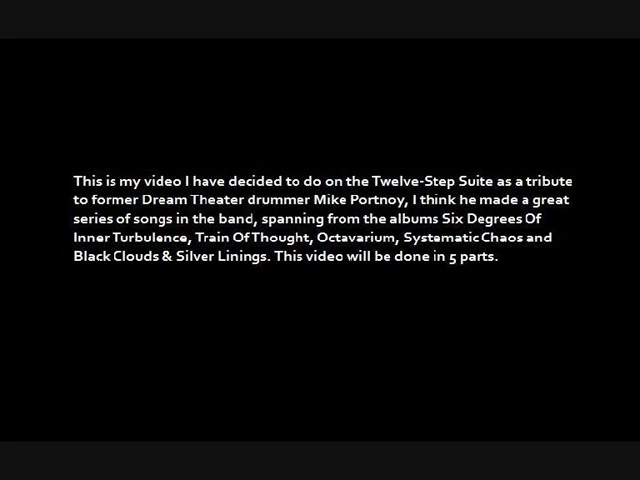 This is my video I have decided to do on the Twelve-Step Suite as a tribute
to former Dream Theater drummer Mike Portnoy, I think he made a great
series of songs in the band, spanning from the albums Six Degrees Of
Inner Turbulence, Train Of Thought, Octavarium, Systematic Chaos and
Black Clouds & Silver Linings. This video will be done in 5 parts.